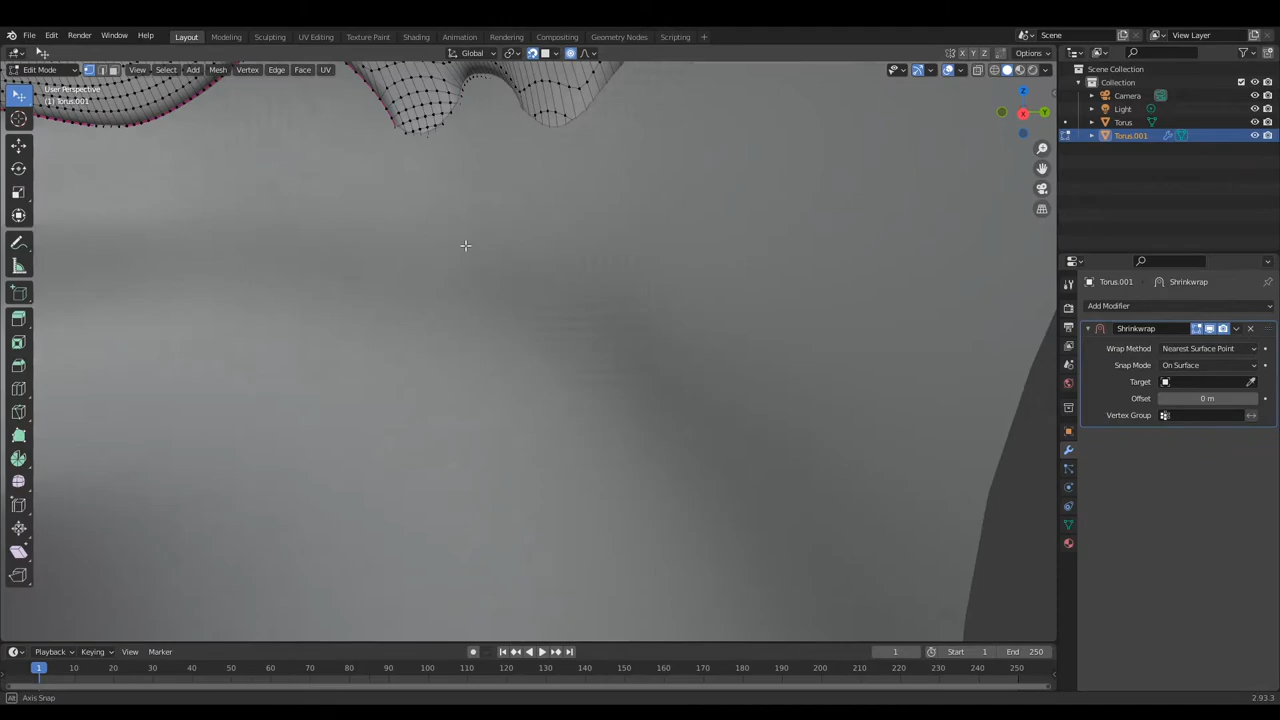 File Edit Render Window Help Layout Modeling Sculpting UV Editing Texture Paint Shading Animation Rendering Compositing Geometry Nodes Scripting + Scene View Layer
Global X Y Z Options
Edit Mode View Select Add Mesh Vertex Edge Face UV
User Perspective
(1) Torus.001
Scene Collection
Collection
Camera
Light
Torus
Torus.001
X
Y
Z
Torus.001 Shrinkwrap
Add Modifier
Shrinkwrap
Wrap Method Nearest Surface Point
Snap Mode On Surface
Target
Offset 0 m
Vertex Group
Playback Keying View Marker 1 Start 1 End 250
1 10 20 30 40 50 60 70 80 90 100 110 120 130 140 150 160 170 180 190 200 210 220 230 240 250
Alt Axis Snap 2.93.3